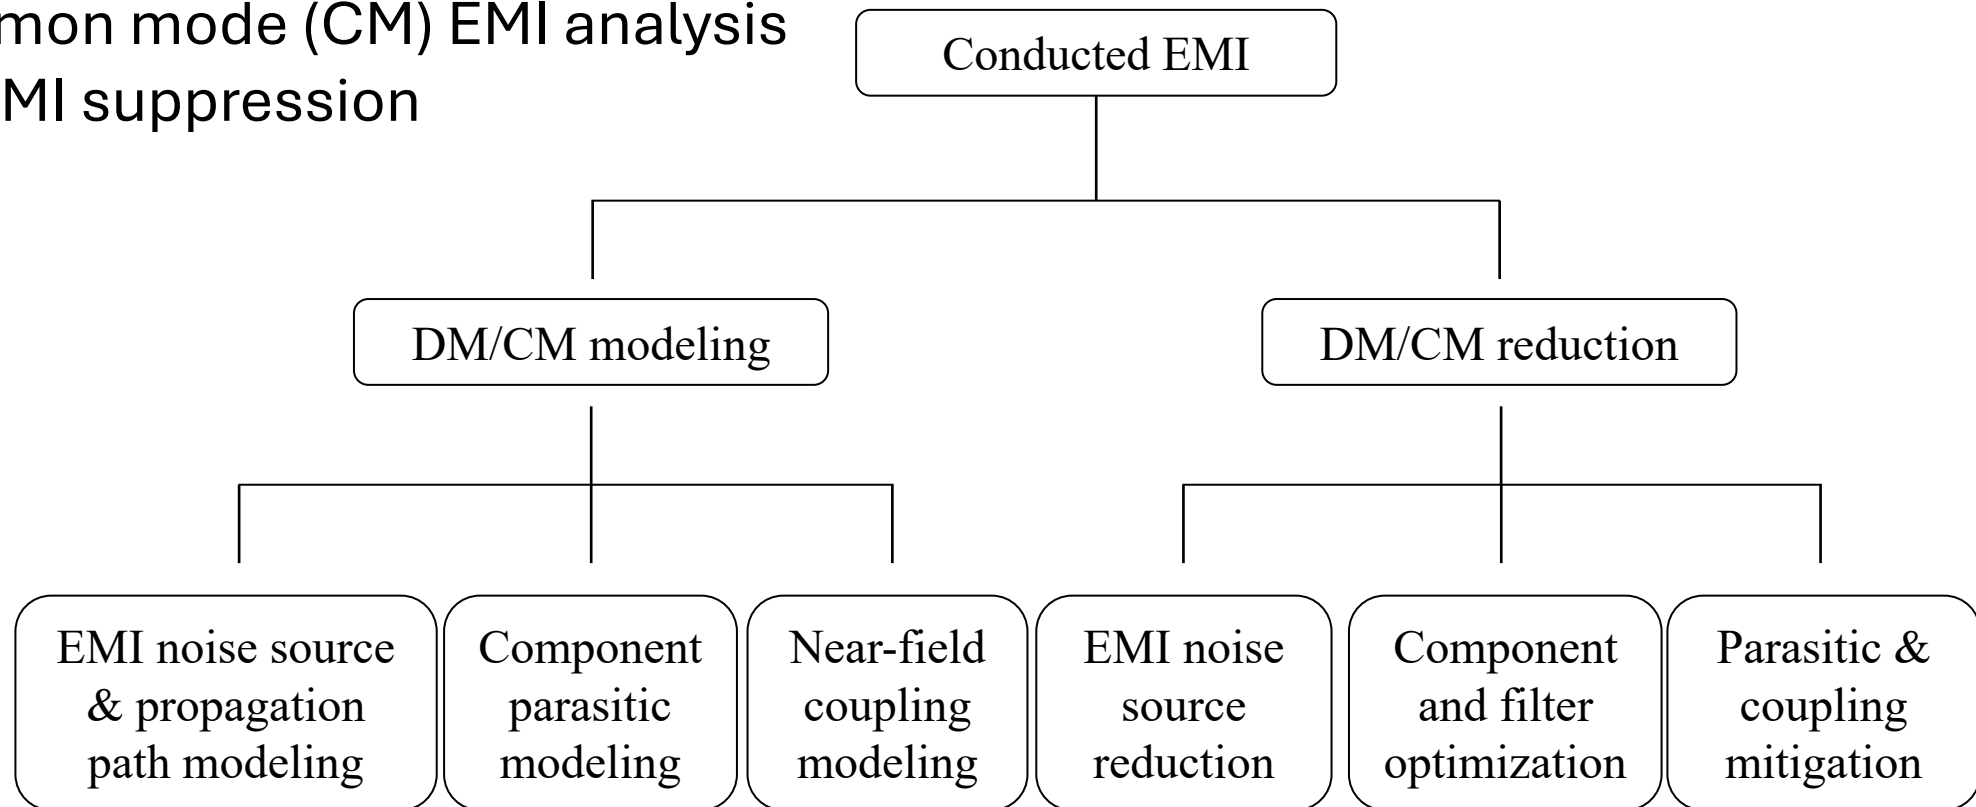 mon mode (CM) EMI analysis
MI suppression
Conducted EMI
DM/CM modeling
DM/CM reduction
EMI noise source
& propagation
path modeling
Component
parasitic
modeling
Near-field
coupling
modeling
EMI noise
source
reduction
Component
and filter
optimization
Parasitic &
coupling
mitigation